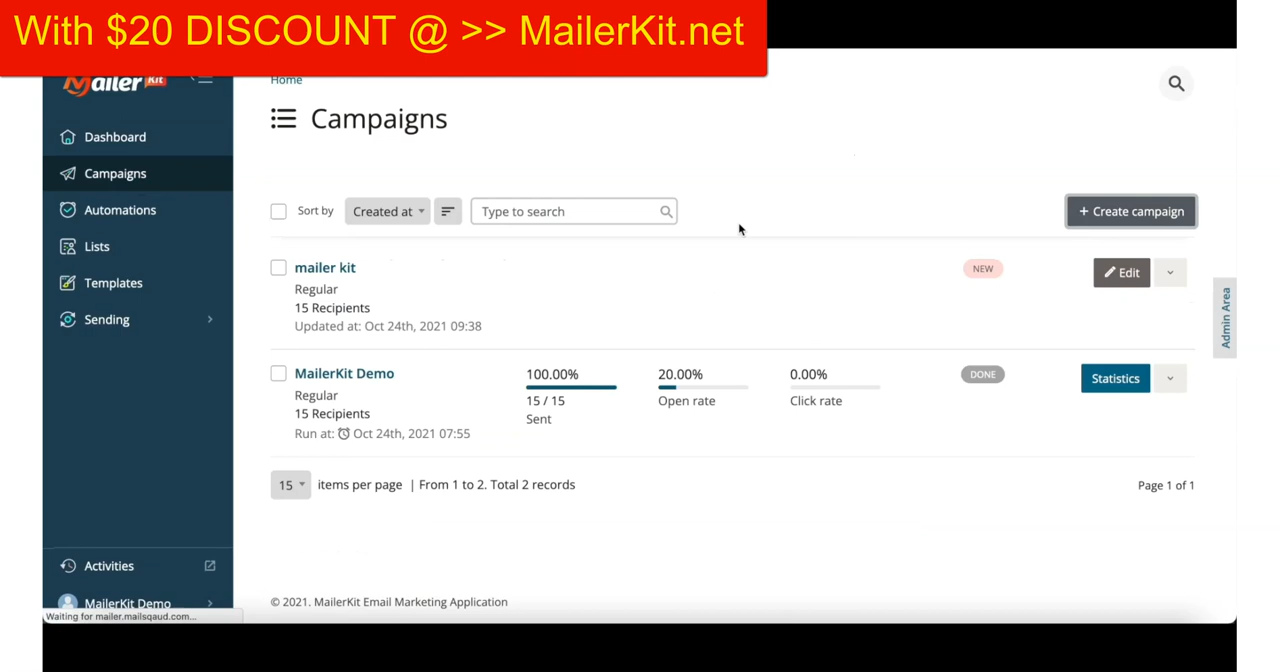 With $20 DISCOUNT @ >> MailerKit.net
Mailer Kit
Home
Campaigns
Dashboard
Campaigns
Automations
Lists
Templates
Sending
Sort by Created at Type to search + Create campaign
mailer kit NEW Edit
Regular
15 Recipients
Updated at: Oct 24th, 2021 09:38
Admin Area
MailerKit Demo 100.00% 20.00% 0.00% DONE Statistics
Regular 15 / 15 Open rate Click rate
15 Recipients Sent
Run at: Oct 24th, 2021 07:55
15 items per page | From 1 to 2. Total 2 records Page 1 of 1
Activities
MailerKit Demo
© 2021. MailerKit Email Marketing Application
Waiting for mailer.mailsqaud.com...